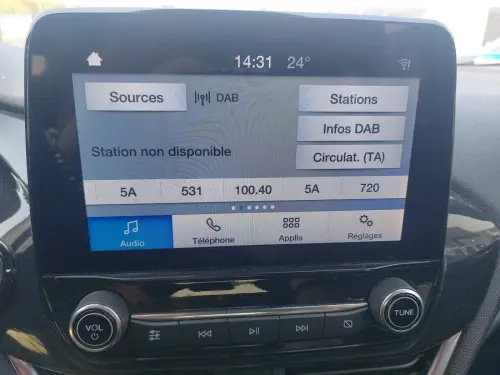 14:31 24°
Sources DAB Stations
Infos DAB
Station non disponible Circulat. (TA)
5A 531 100.40 5A 720
Audio Téléphone Applis Réglages
VOL TUNE